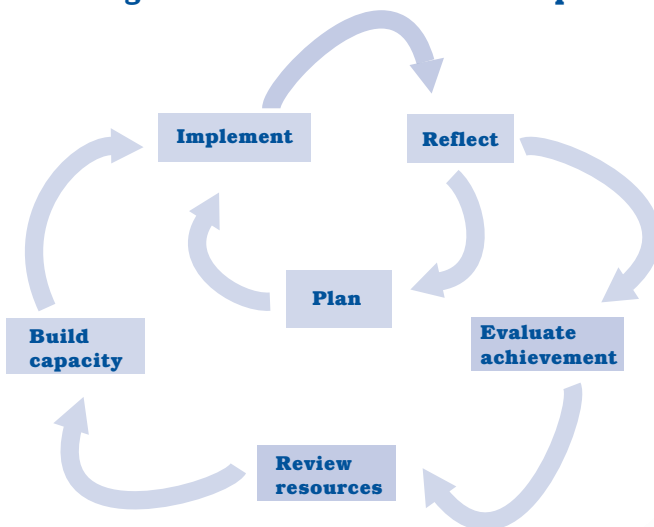 Implement
Reflect
Plan
Build
capacity
Evaluate
achievement
Review
resources